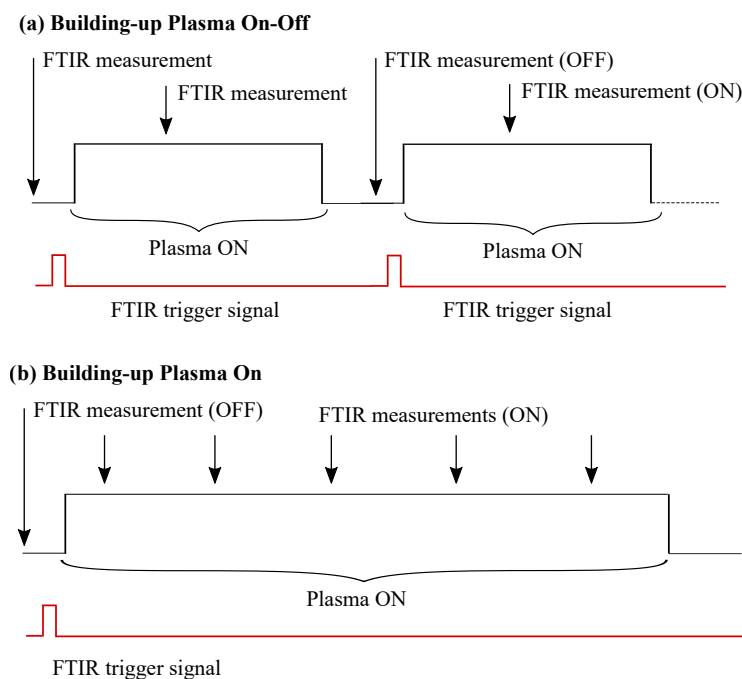 (a) Building-up Plasma On-Off
FTIR measurement
FTIR measurement (OFF)
FTIR measurement
FTIR measurement (ON)
Plasma ON
Plasma ON
FTIR trigger signal
FTIR trigger signal
(b) Building-up Plasma On
FTIR measurement (OFF)
FTIR measurements (ON)
Plasma ON
FTIR trigger signal